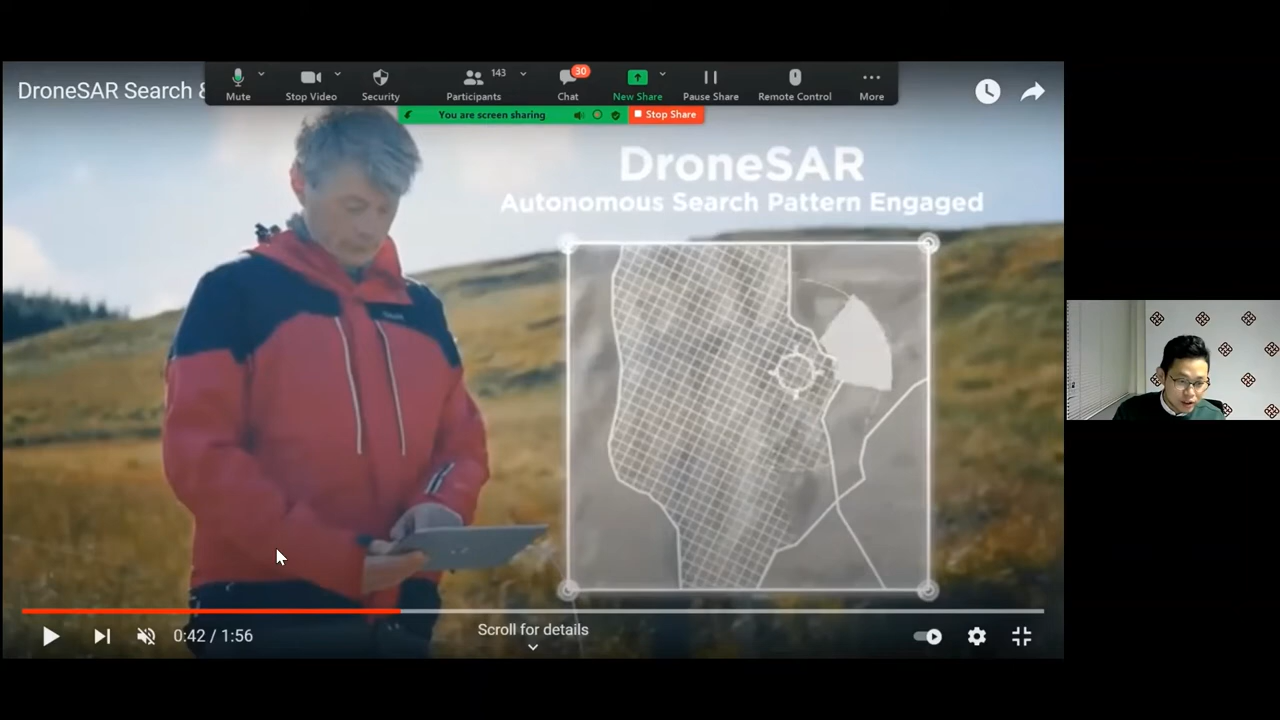 DroneSAR Search &
Mute
Stop Video
Security
Participants
143
Chat
30
New Share
Pause Share
Remote Control
More
You are screen sharing
Stop Share
DroneSAR
Autonomous Search Pattern Engaged
0:42 / 1:56
Scroll for details